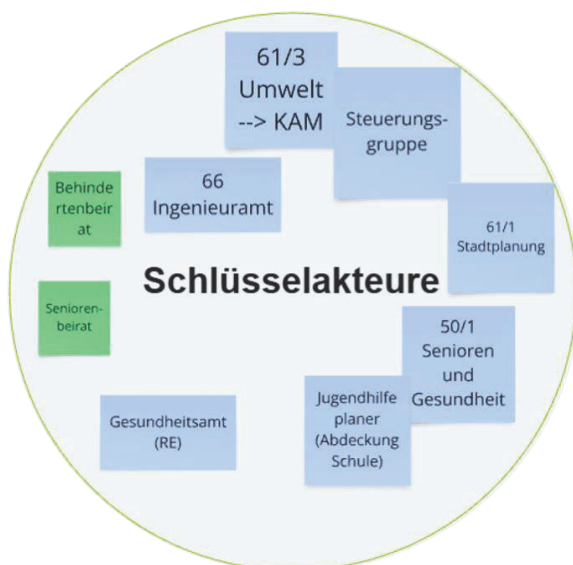 61/3
Umwelt
--> KAM
Steuerungs-
gruppe
Behinde
rtenbeir
at
66
Ingenieuramt
61/1
Stadtplanung
Schlüsselakteure
Senioren-
beirat
50/1
Senioren
und
Gesundheit
Jugendhilfe
planer
(Abdeckung
Schule)
Gesundheitsamt
(RE)